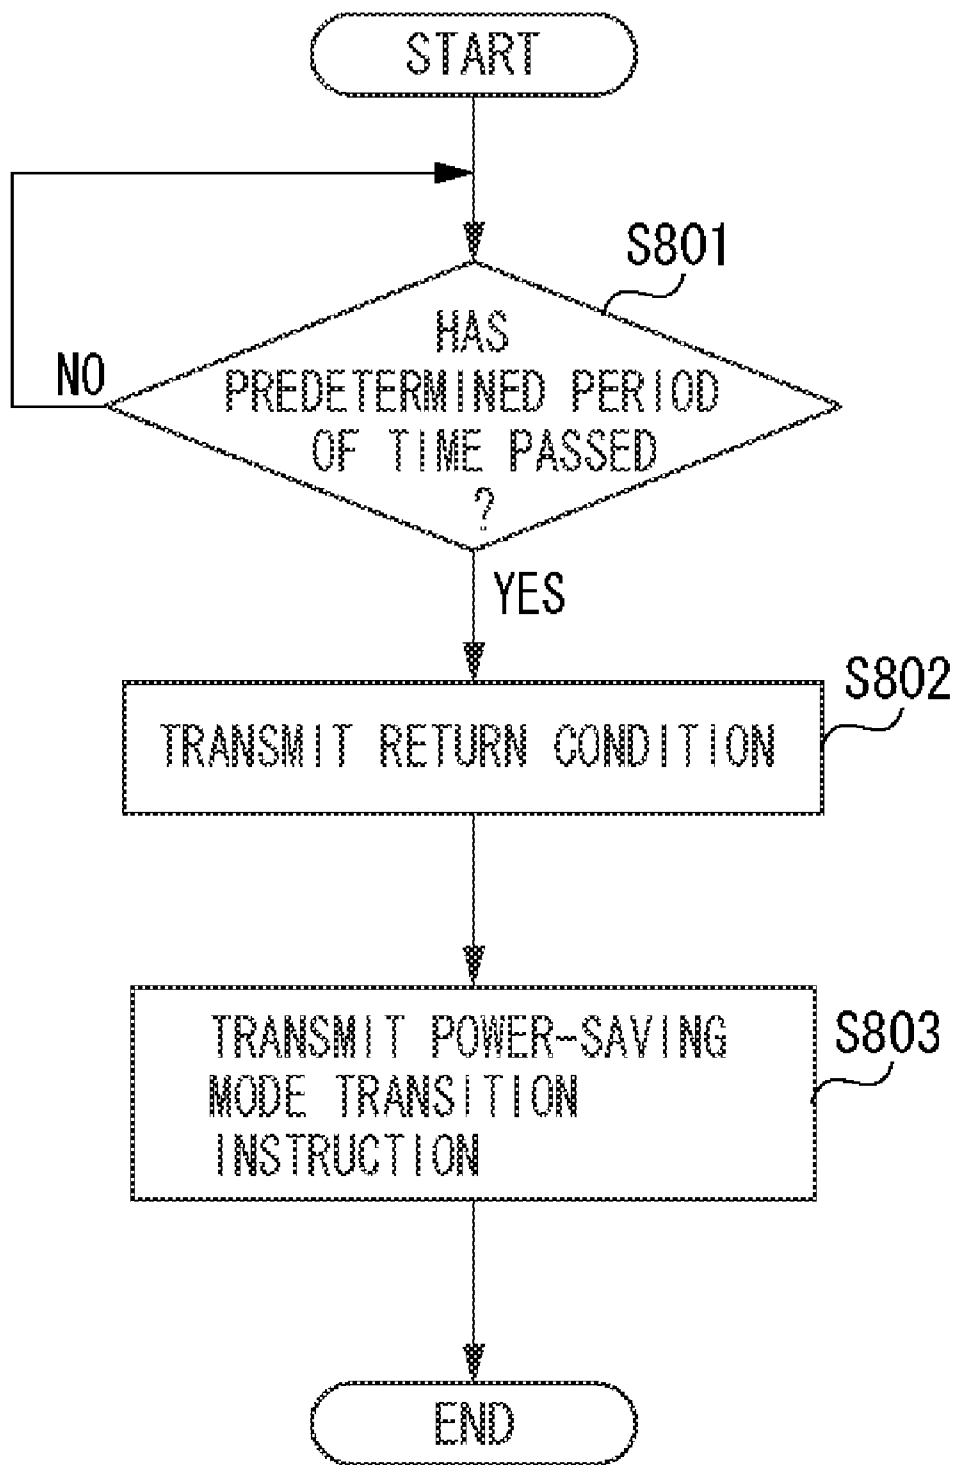 START
S801
HAS
PREDETERMINED PERIOD
OF TIME PASSED
?
NO
YES
S802
TRANSMIT RETURN CONDITION
S803
TRANSMIT POWER-SAVING
MODE TRANSITION
INSTRUCTION
END